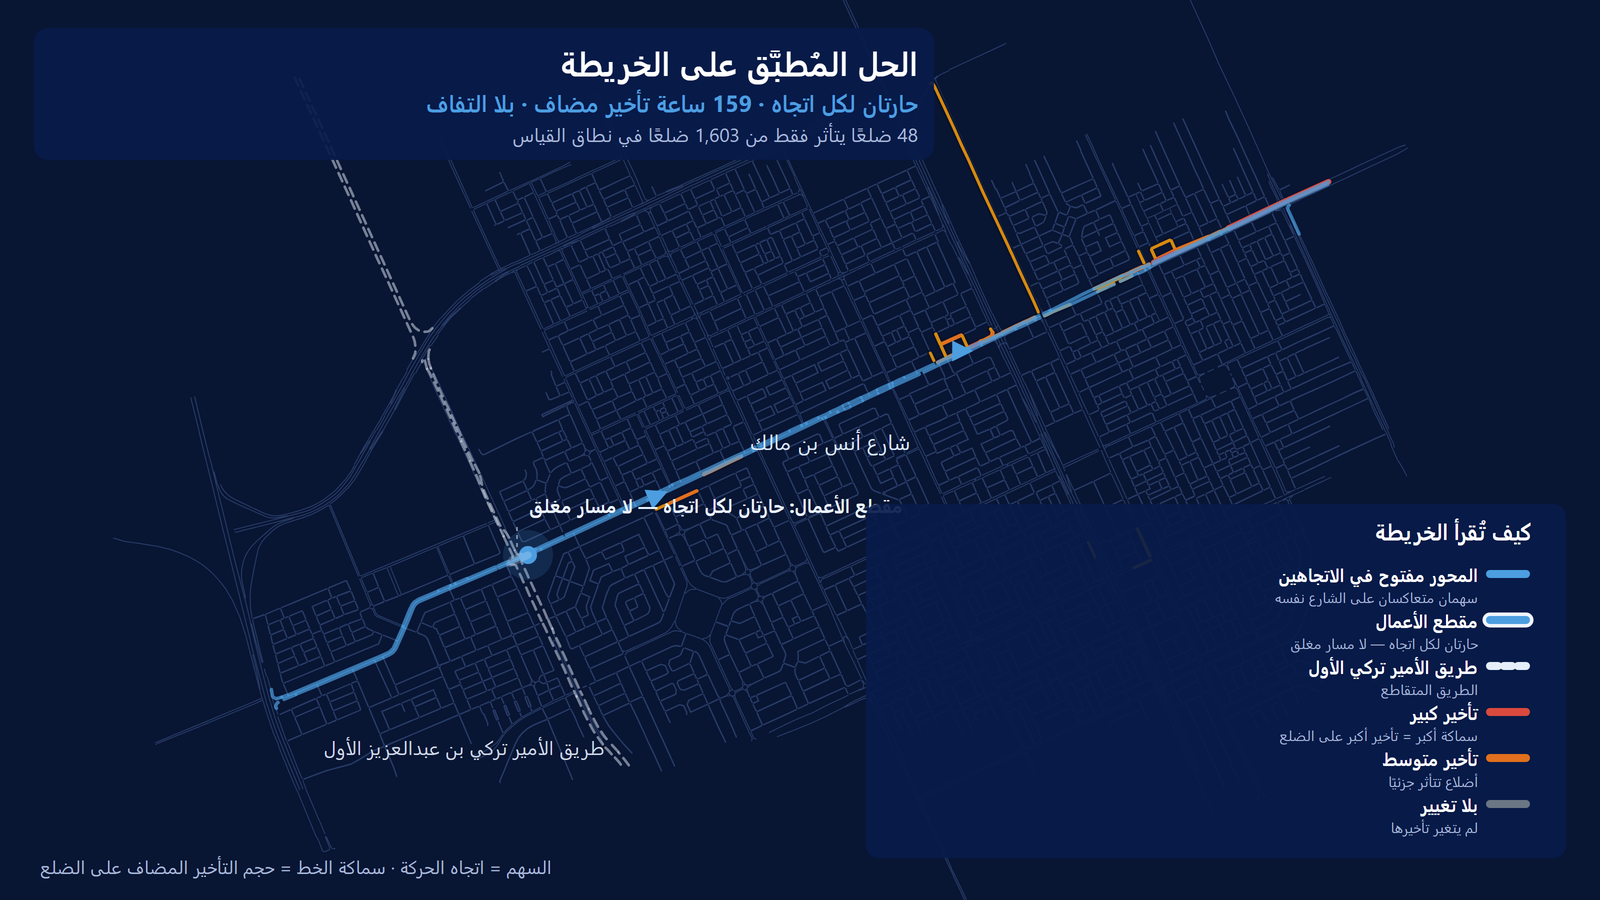 الحل المُطبَّق على الخريطة
حارتان لكل اتجاه · 159 ساعة تأخير مضاف · بلا التفاف
48 ضلعًا يتأثر فقط من 1,603 ضلعًا في نطاق القياس
شارع أنس بن مالك
مقطع الأعمال: حارتان لكل اتجاه — لا مسار مغلق
كيف تُقرأ الخريطة
المحور مفتوح في الاتجاهين
سهمان متعاكسان على الشارع نفسه
مقطع الأعمال
حارتان لكل اتجاه — لا مسار مغلق
طريق الأمير تركي الأول
الطريق المتقاطع
تأخير كبير
سماكة أكبر = تأخير أكبر على الضلع
تأخير متوسط
أضلاع تتأثر جزئيًا
بلا تغيير
لم يتغير تأخيرها
طريق الأمير تركي بن عبدالعزيز الأول
السهم = اتجاه الحركة · سماكة الخط = حجم التأخير المضاف على الضلع